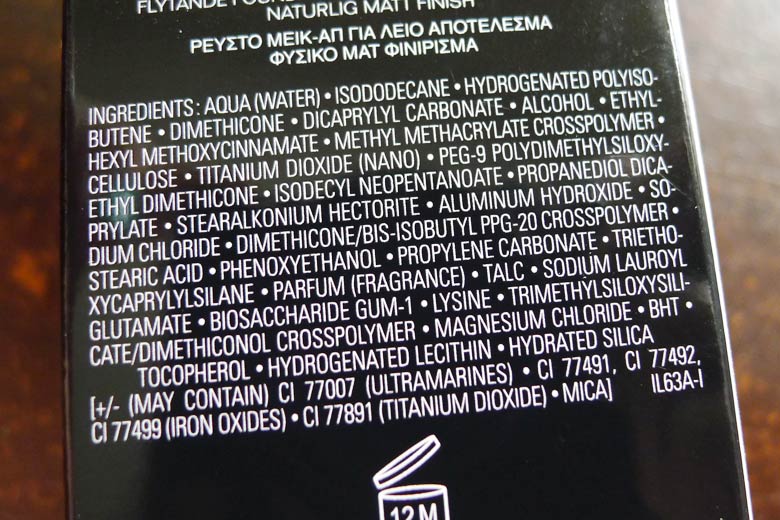 NATURLIG MATT FINISH
ΡΕΥΣΤΟ ΜΕΙΚ-ΑΠ ΓΙΑ ΛΕΙΟ ΑΠΟΤΕΛΕΣΜΑ
ΦΥΣΙΚΟ ΜΑΤ ΦΙΝΙΡΙΣΜΑ
INGREDIENTS : AQUA (WATER) • ISODODECANE • HYDROGENATED POLYISO-
BUTENE • DIMETHICONE • DICAPRYLYL CARBONATE • ALCOHOL • ETHYL-
HEXYL METHOXYCINNAMATE • METHYL METHACRYLATE CROSSPOLYMER •
CELLULOSE • TITANIUM DIOXIDE (NANO) • PEG-9 POLYDIMETHYLSILOXY-
ETHYL DIMETHICONE • ISODECYL NEOPENTANOATE • PROPANEDIOL DICA-
PRYLATE • STEARALKONIUM HECTORITE • ALUMINUM HYDROXIDE • SO-
DIUM CHLORIDE • DIMETHICONE/BIS-ISOBUTYL PPG-20 CROSSPOLYMER •
STEARIC ACID • PHENOXYETHANOL • PROPYLENE CARBONATE • TRIETHO-
XYCAPRYLYLSILANE • PARFUM (FRAGRANCE) • TALC • SODIUM LAUROYL
GLUTAMATE • BIOSACCHARIDE GUM-1 • LYSINE • TRIMETHYLSILOXYSILI-
CATE/DIMETHICONOL CROSSPOLYMER • MAGNESIUM CHLORIDE • BHT •
TOCOPHEROL • HYDROGENATED LECITHIN • HYDRATED SILICA
[+/- (MAY CONTAIN) CI 77007 (ULTRAMARINES) • CI 77491, CI 77492,
CI 77499 (IRON OXIDES) • CI 77891 (TITANIUM DIOXIDE) • MICA] IL63A-I
12 M